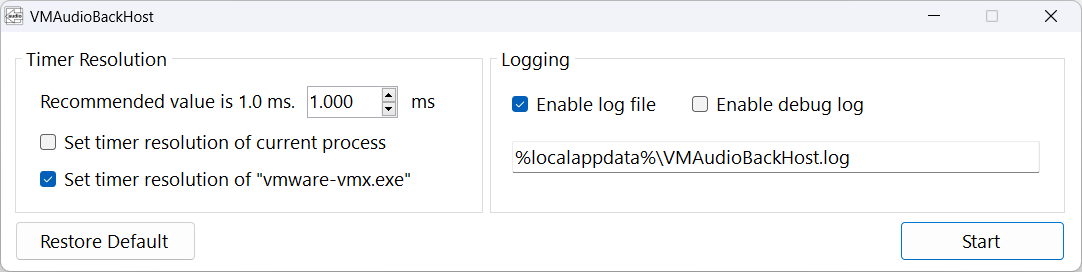 VMAudioBackHost
Timer Resolution
Recommended value is 1.0 ms. 1.000 ms
Set timer resolution of current process
Set timer resolution of "vmware-vmx.exe"
Logging
Enable log file Enable debug log
%localappdata%\VMAudioBackHost.log
Restore Default
Start